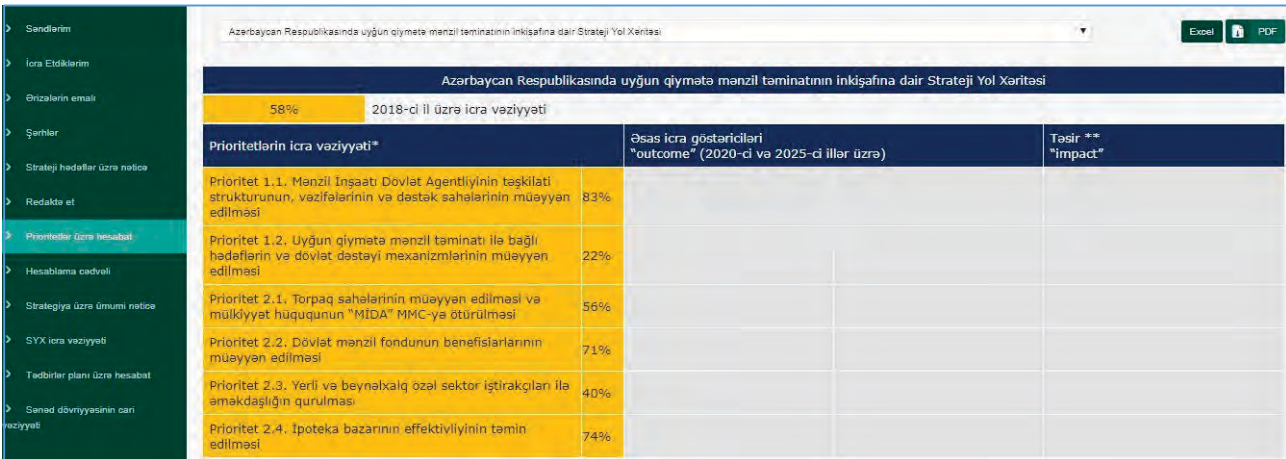 Səndlərim
İcra Etdiklərim
Ərizələrin emalı
Şərhlər
Strateji hədəflər üzrə nəticə
Redaktə et
Prioritetlər üzrə hesabat
Hesablama cədvəli
Strategiya üzrə ümumi nəticə
SYX icra vəziyyəti
Tədbirlər planı üzrə hesabat
Sənəd dövriyyəsinin cari
vəziyyəti
Azərbaycan Respublikasında uyğun qiymətə mənzil təminatının inkişafına dair Strateji Yol Xəritəsi
Excel
PDF
Azərbaycan Respublikasında uyğun qiymətə mənzil təminatının inkişafına dair Strateji Yol Xəritəsi
58% 2018-ci il üzrə icra vəziyyəti
Prioritetlərin icra vəziyyəti*
Əsas icra göstəriciləri
"outcome" (2020-ci və 2025-ci illər üzrə)
Təsir **
"impact"
Prioritet 1.1. Mənzil İnşaatı Dövlət Agentliyinin təşkilati
strukturunun, vəzifələrinin və dəstək sahələrinin müəyyən 83%
edilməsi
Prioritet 1.2. Uyğun qiymətə mənzil təminatı ilə bağlı
hədəflərin və dövlət dəstəyi mexanizmlərinin müəyyən 22%
edilməsi
Prioritet 2.1. Torpaq sahələrinin müəyyən edilməsi və 56%
mülkiyyət hüququnun "MİDA" MMC-yə ötürülməsi
Prioritet 2.2. Dövlət mənzil fondunun benefisiarlarının 71%
müəyyən edilməsi
Prioritet 2.3. Yerli və beynəlxalq özəl sektor iştirakçıları ilə 40%
əməkdaşlığın qurulması
Prioritet 2.4. İpoteka bazarının effektivliyinin təmin 74%
edilməsi